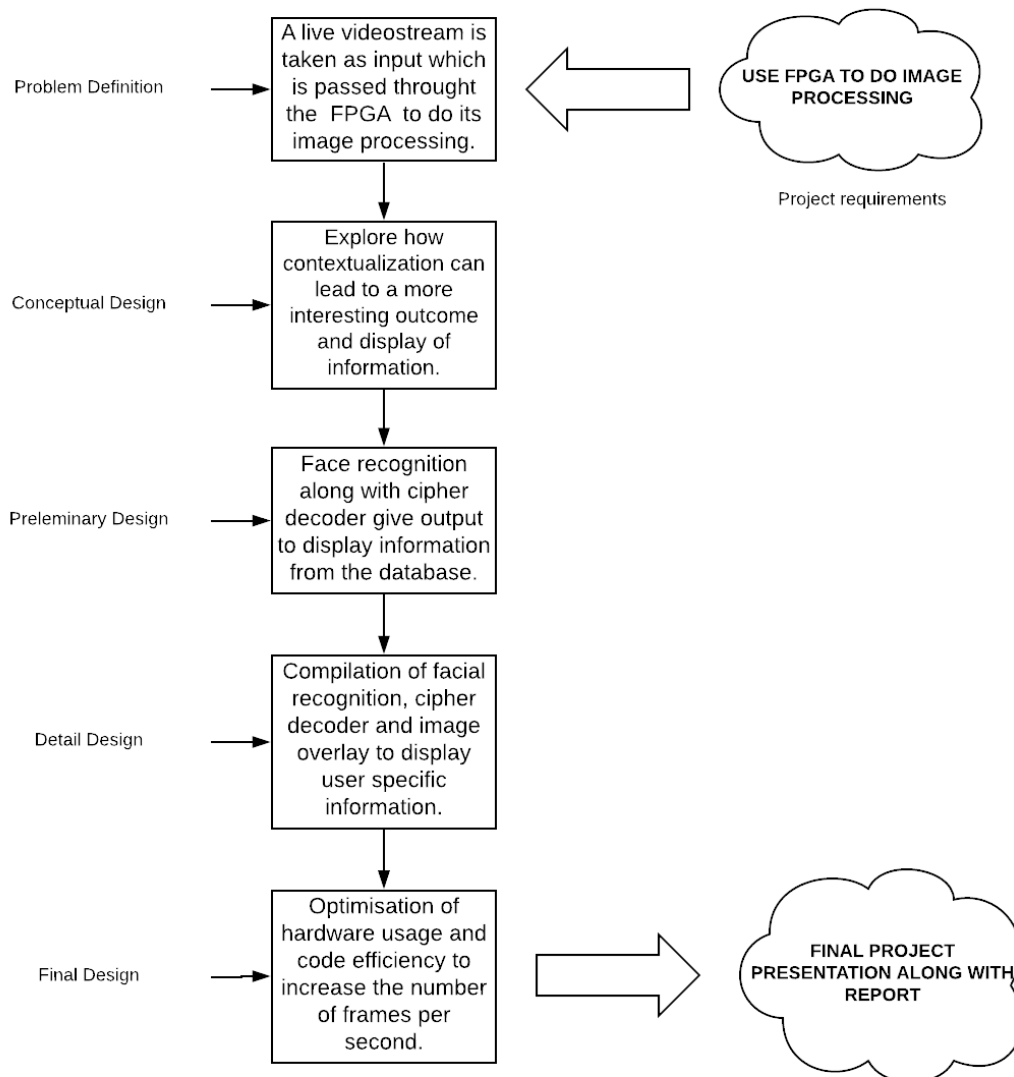 Problem Definition
A live videostream is
taken as input which
is passed throught
the FPGA to do its
image processing.
USE FPGA TO DO IMAGE
PROCESSING
Project requirements
Conceptual Design
Explore how
contextualization can
lead to a more
interesting outcome
and display of
information.
Preleminary Design
Face recognition
along with cipher
decoder give output
to display information
from the database.
Detail Design
Compilation of facial
recognition, cipher
decoder and image
overlay to display
user specific
information.
Final Design
Optimisation of
hardware usage and
code efficiency to
increase the number
of frames per
second.
FINAL PROJECT
PRESENTATION ALONG WITH
REPORT